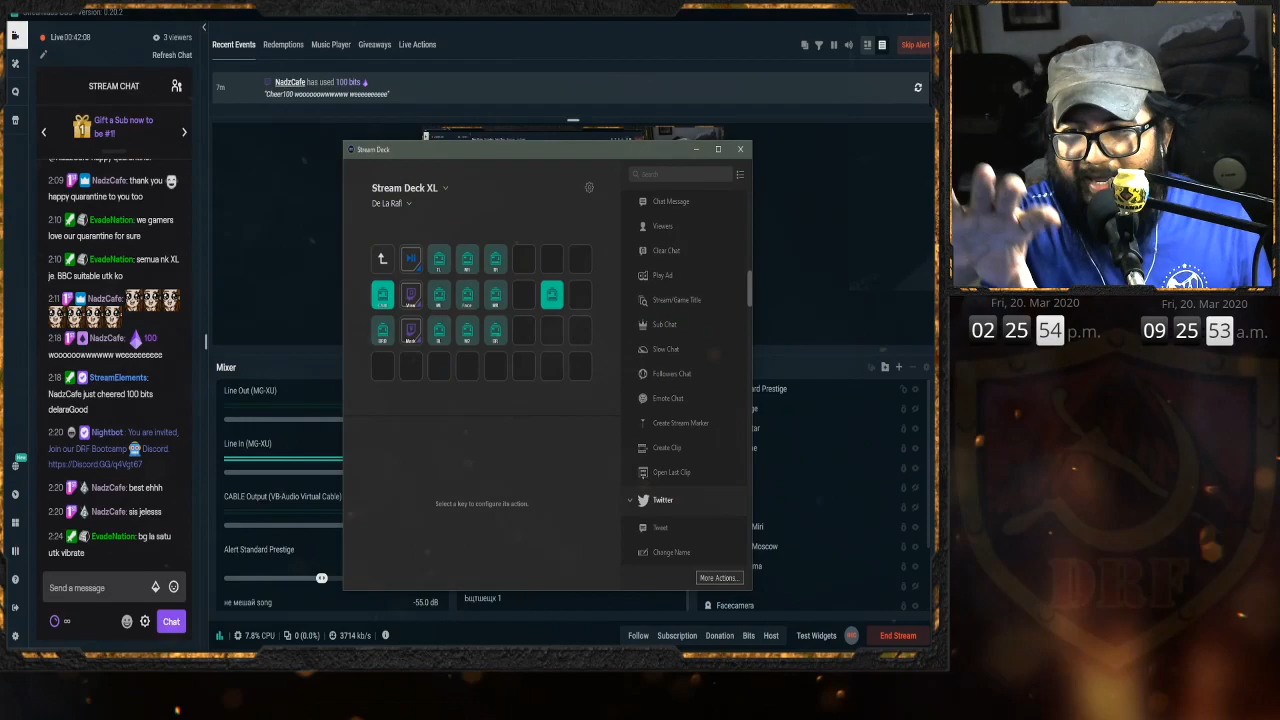 Live 00:42:08
3 viewers
Refresh Chat
STREAM CHAT
Gift a Sub now to
be #1!
2:09 NadzCafe: thank you
happy quarantine to you too
2:10 EvadeNation: we gamers
love our quarantine for sure
2:10 EvadeNation: semua nk XL
je. BBC suitable utk ko
2:11 NadzCafe:
2:18 NadzCafe 100
woooooowwwwww weeeeeeeeee
2:18 StreamElements:
NadzCafe just cheered 100 bits
delaraGood
2:20 Nightbot: You are invited,
Join our DRF Bootcamp Discord.
https://Discord.GG/q4Vgt67
2:20 NadzCafe: best ehhh
2:20 NadzCafe: sis jelesss
2:24 EvadeNation: bg la satu
utk vibrate
Send a message
Chat
Recent Events Redemptions Music Player Giveaways Live Actions
Skip Alert
7m
NadzCafe has used 100 bits
Stream Deck
Stream Deck XL
De La Rafi
Select a key to configure its action.
Search
Chat Message
Viewers
Clear Chat
Play Ad
Stream/Game Title
Sub Chat
Slow Chat
Followers Chat
Emote Chat
Create Stream Marker
Create Clip
Open Last Clip
Twitter
Tweet
Change Name
More Actions...
Mixer
Line Out (MG-XU)
Line In (MG-XU)
CABLE Output (VB-Audio Virtual Cable)
Alert Standard Prestige
не мешай song
-55.0 dB
Бцтшещх 1
d Prestige
Miri
Moscow
Facecamera
7.8% CPU
0 (0.0%)
3714 kb/s
Follow Subscription Donation Bits Host
Test Widgets
REC
End Stream
Fri, 20. Mar 2020
02 25 54 p.m.
Fri, 20. Mar 2020
09 25 53 a.m.
DRF